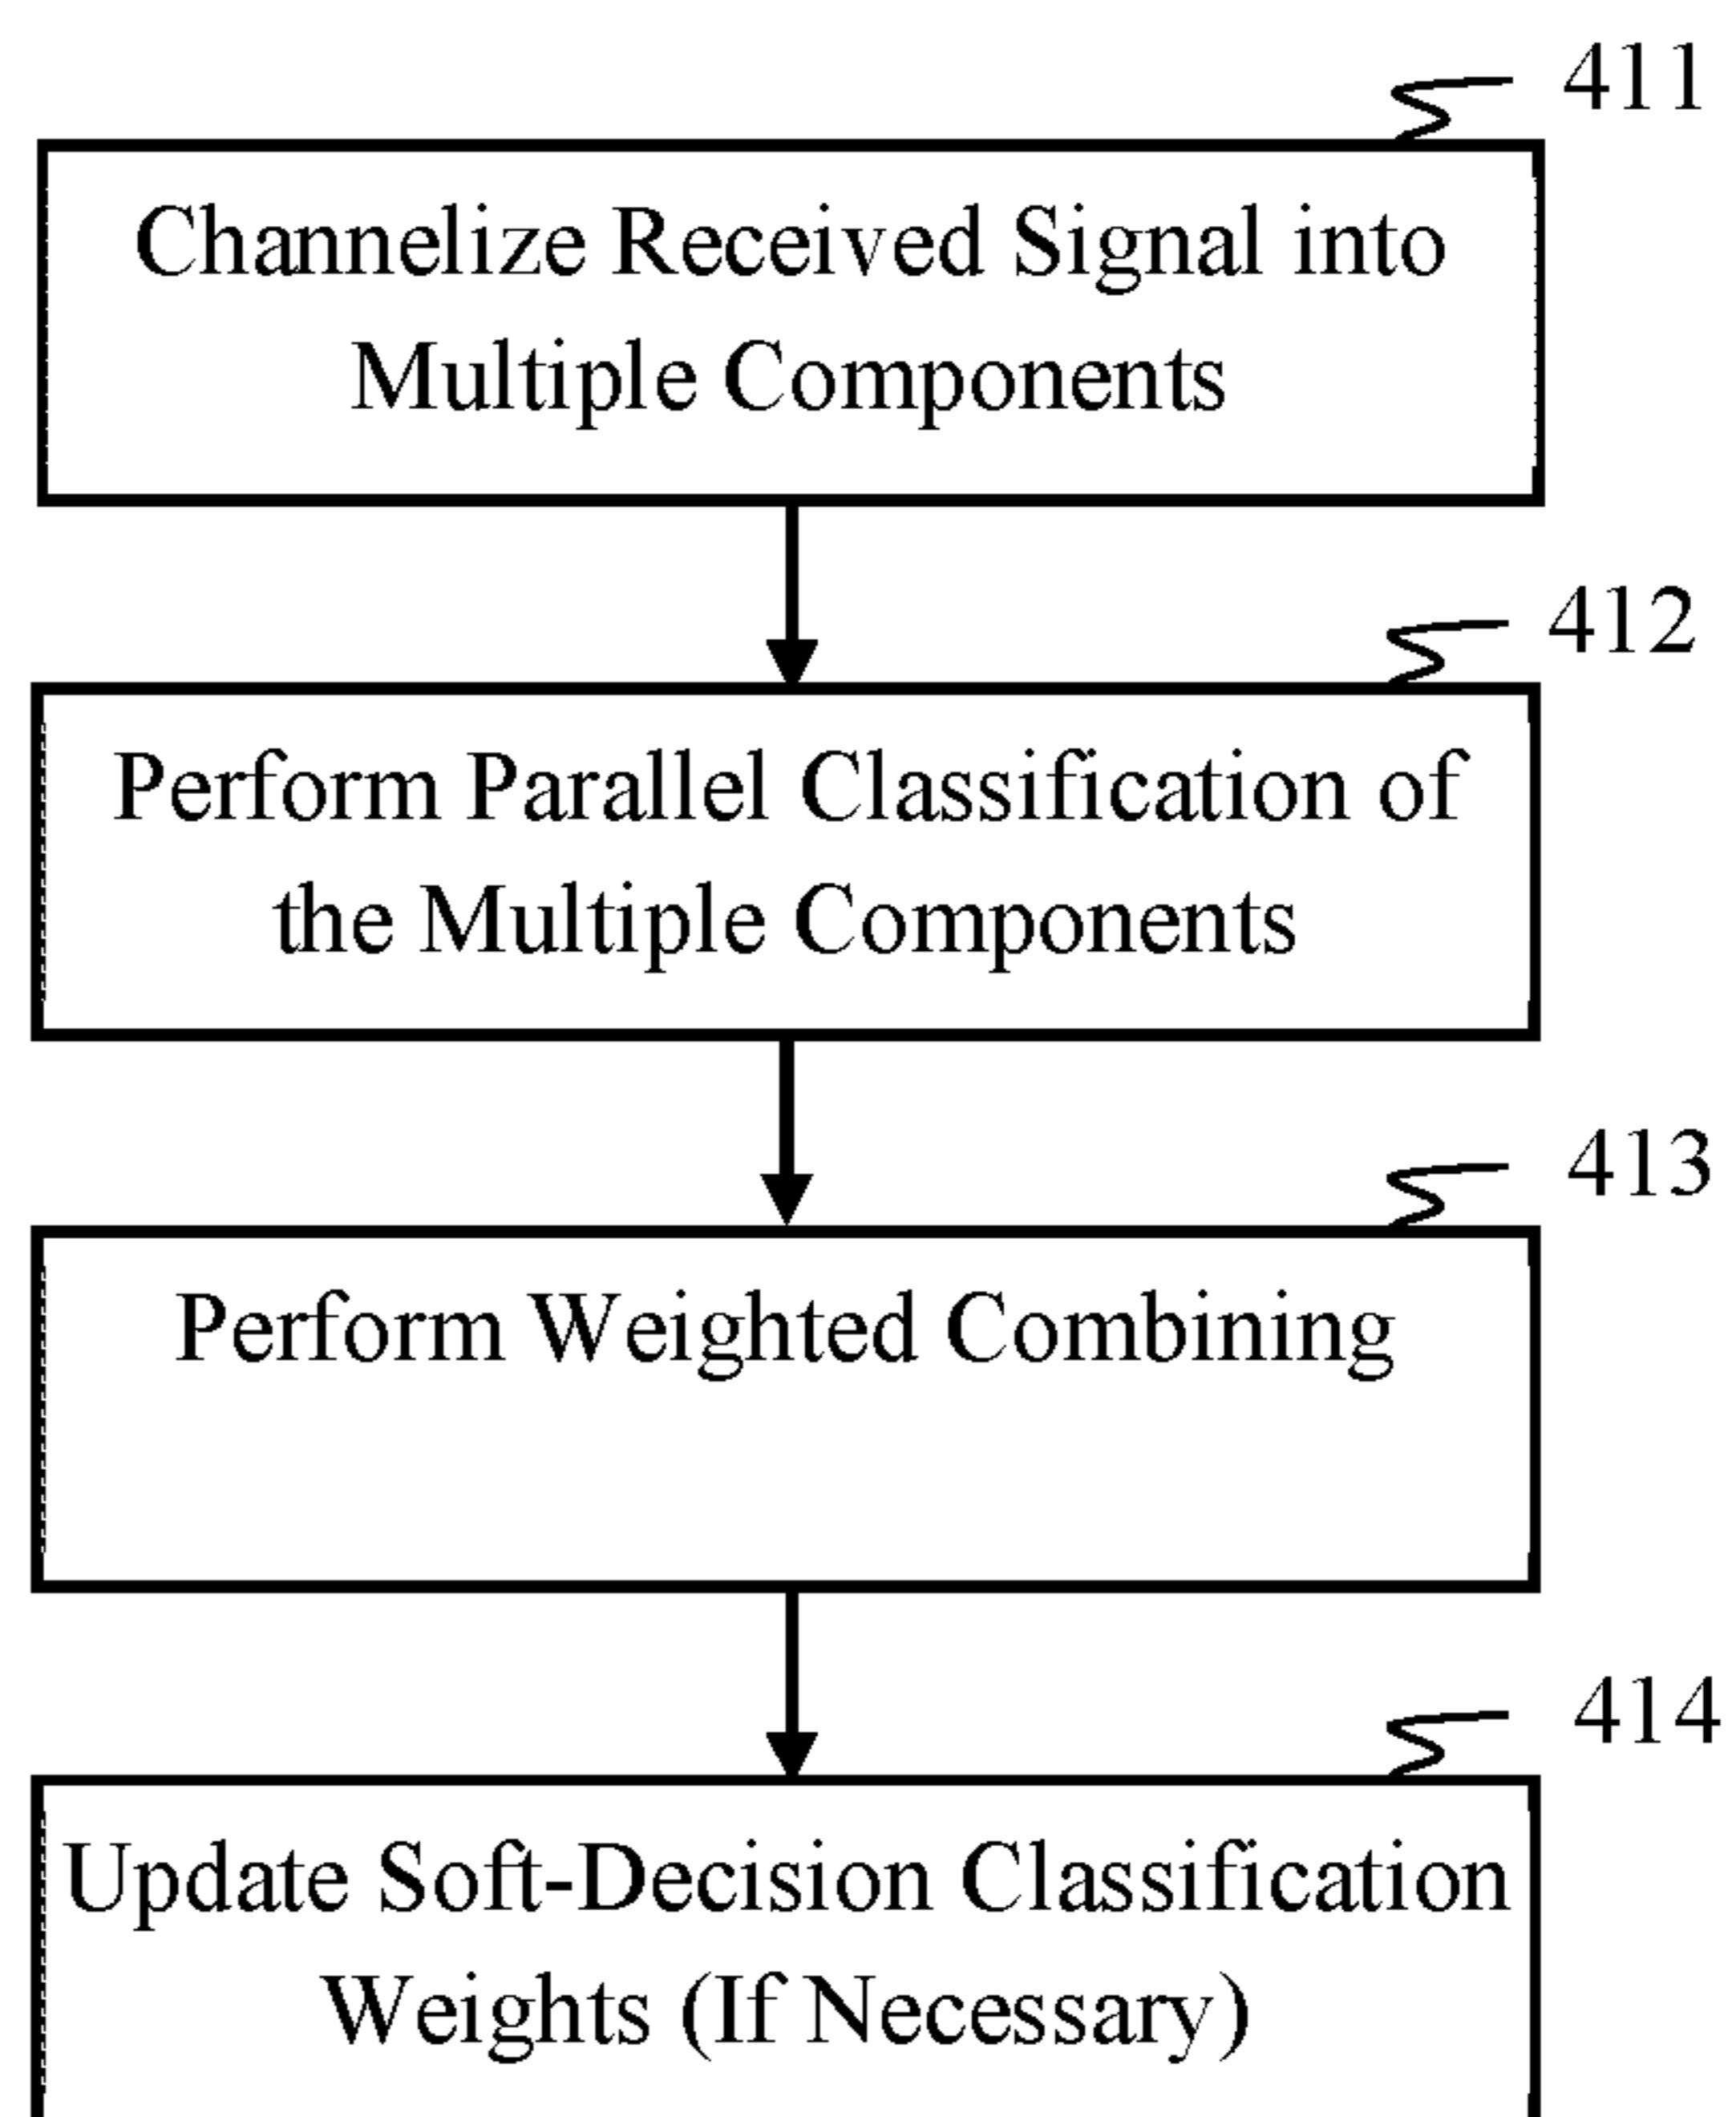 411
Channelize Received Signal into
Multiple Components
412
Perform Parallel Classification of
the Multiple Components
413
Perform Weighted Combining
414
Update Soft-Decision Classification
Weights (If Necessary)